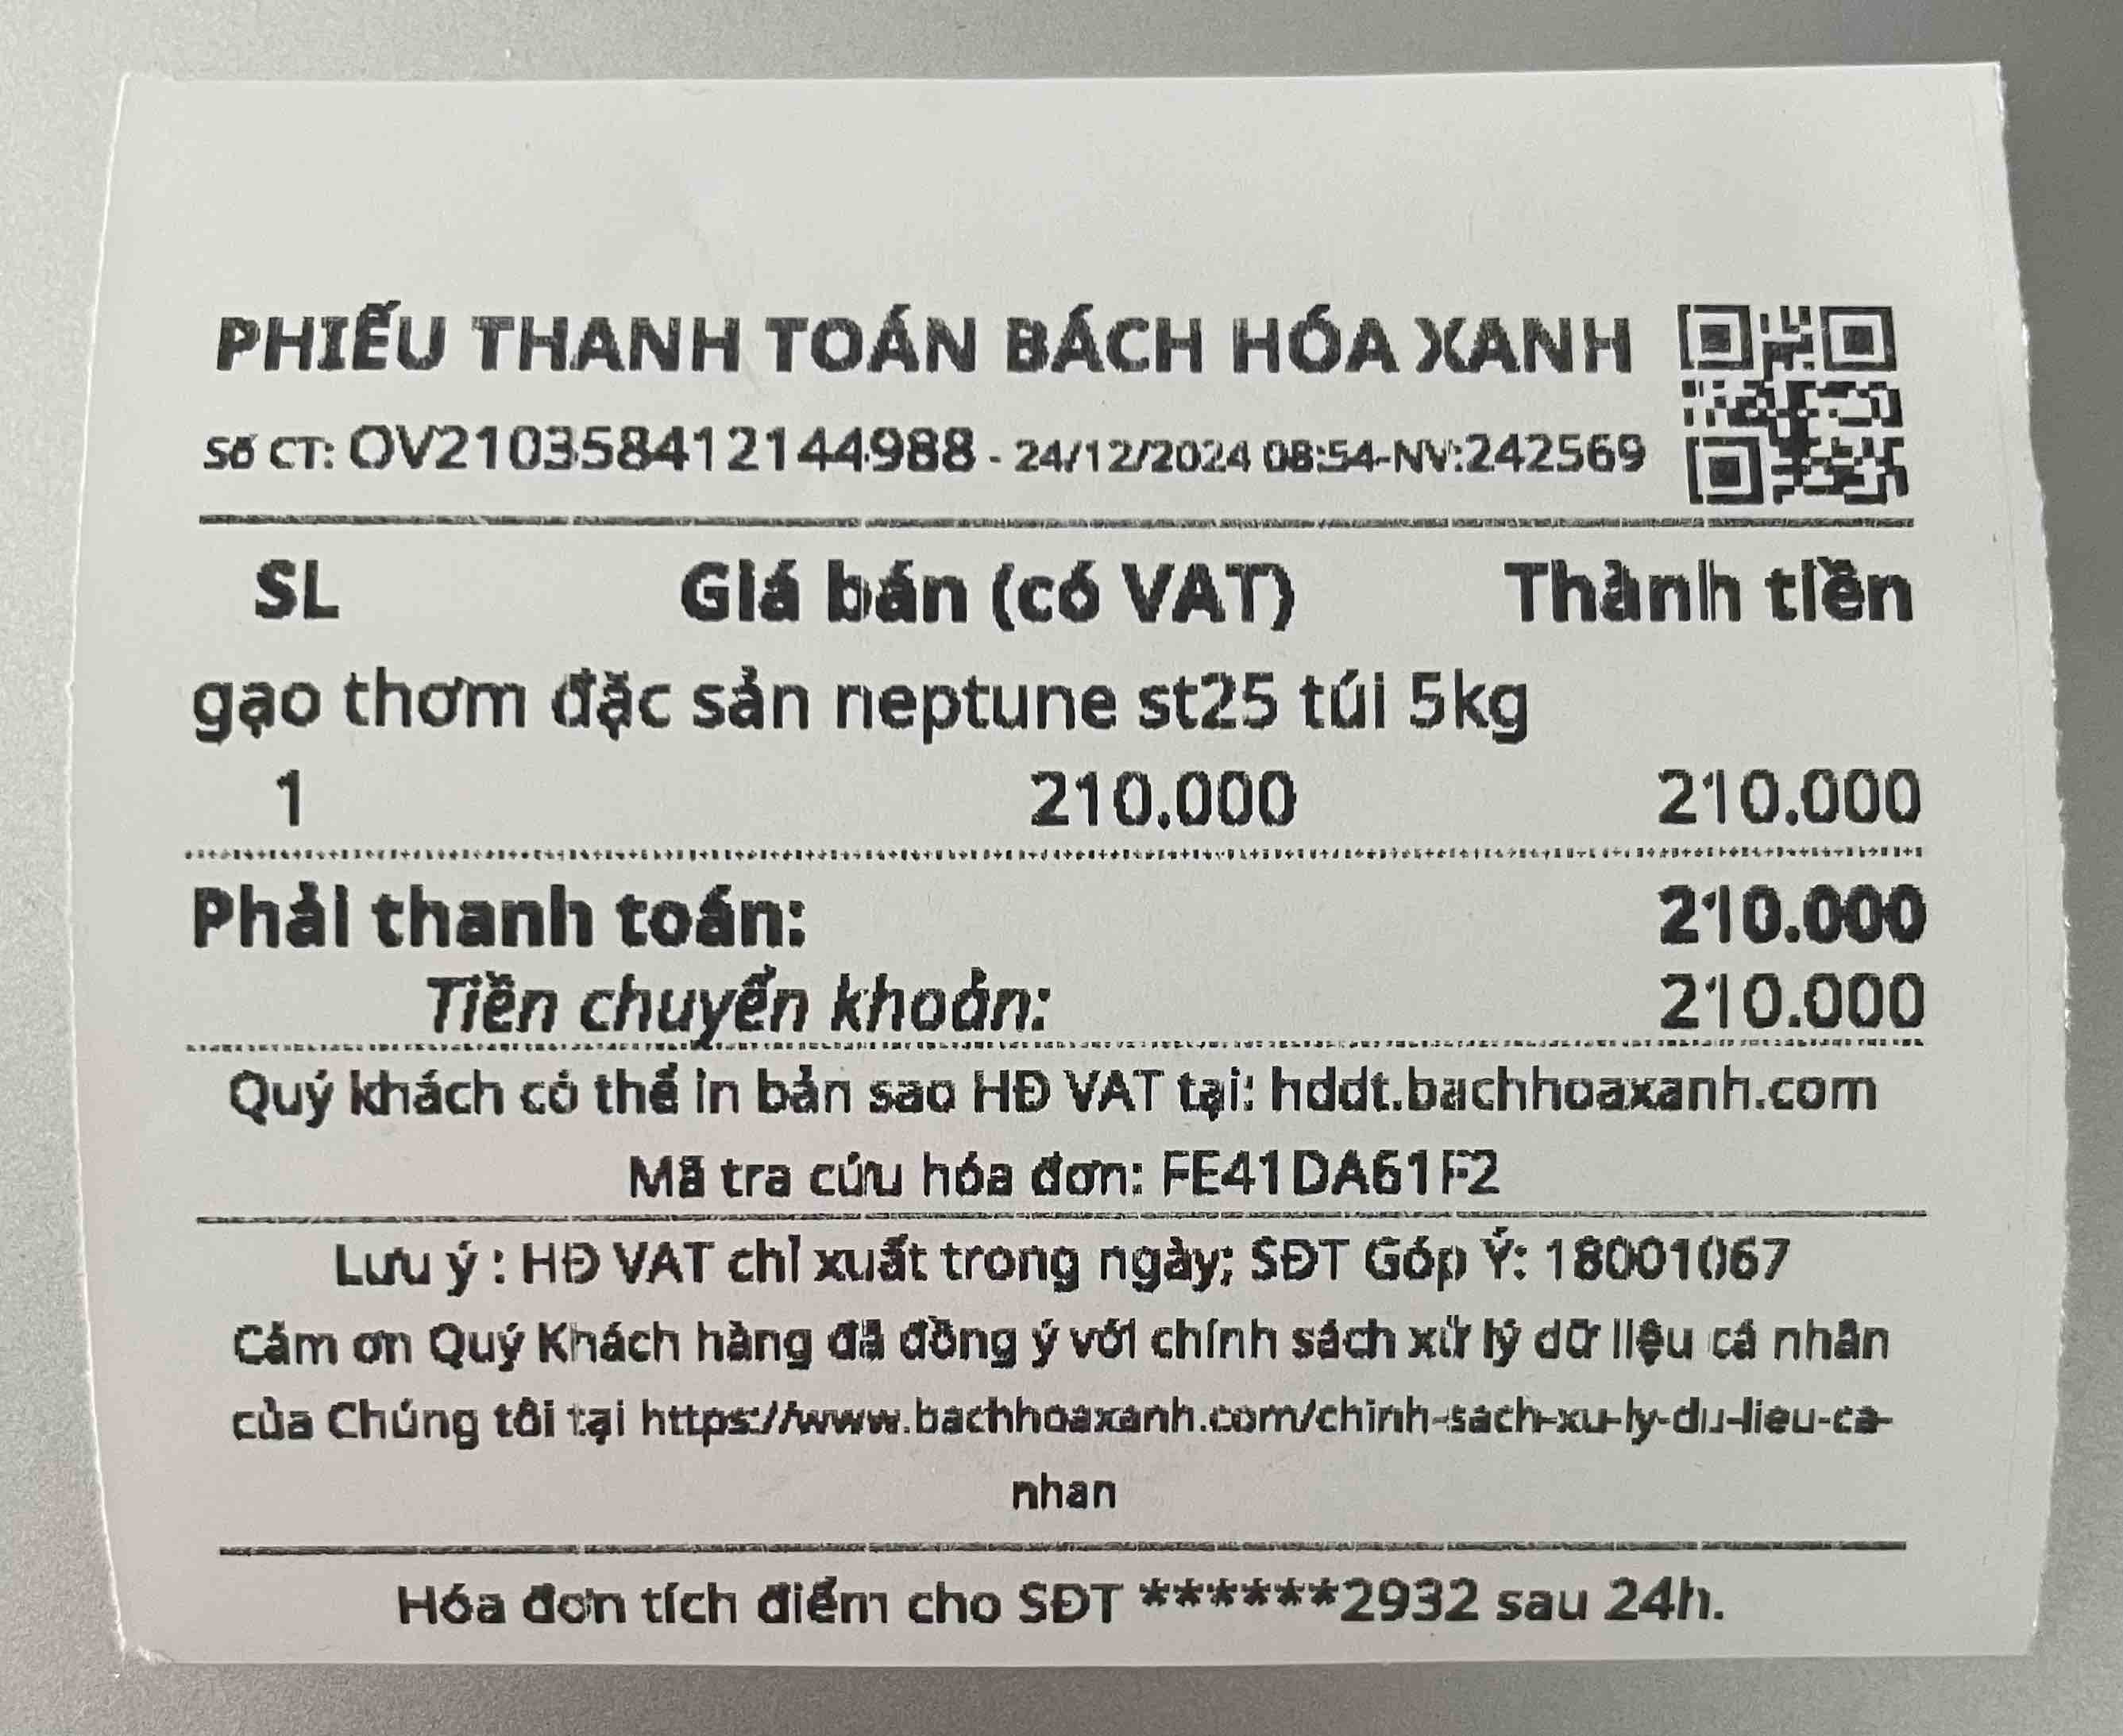 PHIẾU THANH TOÁN BÁCH HÓA XANH
Số CT: OV210358412144988 - 24/12/2024 08:54-NV:242569
SL Giá bán (có VAT) Thành tiền
gạo thơm đặc sản neptune st25 túi 5kg
1 210.000 210.000
Phải thanh toán: 210.000
Tiền chuyển khoản: 210.000
Quý khách có thể in bản sao HĐ VAT tại: hddt.bachhoaxanh.com
Mã tra cứu hóa đơn: FE41DA61F2
Lưu ý : HĐ VAT chỉ xuất trong ngày; SĐT Góp Ý: 18001067
Cám ơn Quý Khách hàng đã đồng ý với chính sách xử lý dữ liệu cá nhân
của Chúng tôi tại https://www.bachhoaxanh.com/chinh-sach-xu-ly-du-lieu-ca-
nhan
Hóa đơn tích điểm cho SĐT ******2932 sau 24h.